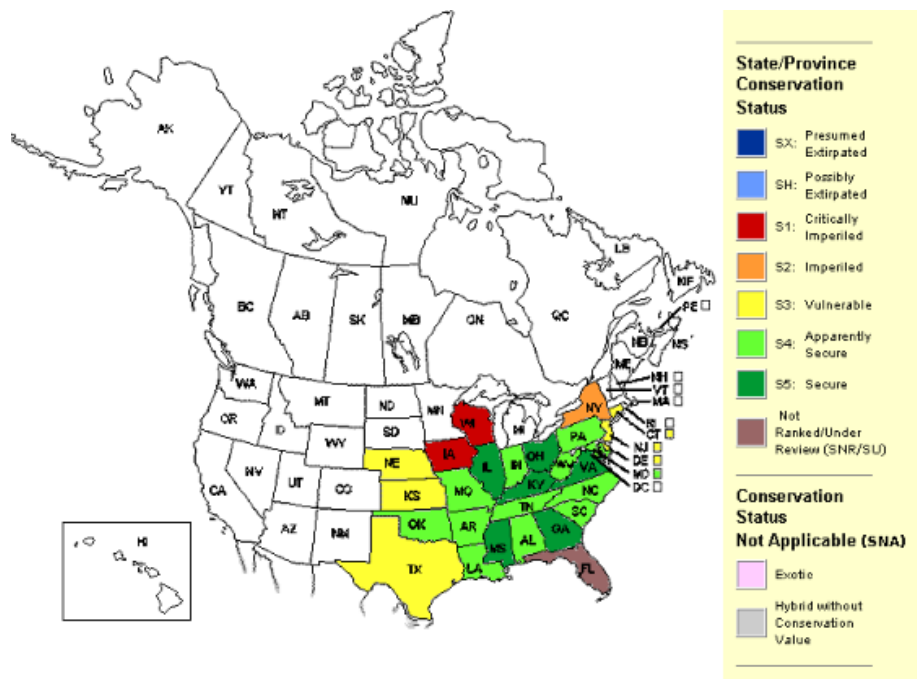 AK
YT
NT
NU
BC
AB
SK
MB
ON
QC
LB
NF
PE
NB
NS
ME
WA
OR
ID
MT
ND
MN
SD
WY
NE
IA
WI
MI
NY
NH
VT
MA
RI
CT
NJ
DE
MD
DC
PA
CA
NV
UT
CO
KS
MO
IL
IN
OH
WV
VA
KY
AZ
NM
OK
AR
TN
NC
SC
TX
LA
MS
AL
GA
FL
HI
State/Province
Conservation
Status
SX: Presumed
Extirpated
SH: Possibly
Extirpated
S1: Critically
Imperiled
S2: Imperiled
S3: Vulnerable
S4: Apparently
Secure
S5: Secure
Not
Ranked/Under
Review (SNR/SU)
Conservation
Status
Not Applicable (SNA)
Exotic
Hybrid without
Conservation
Value